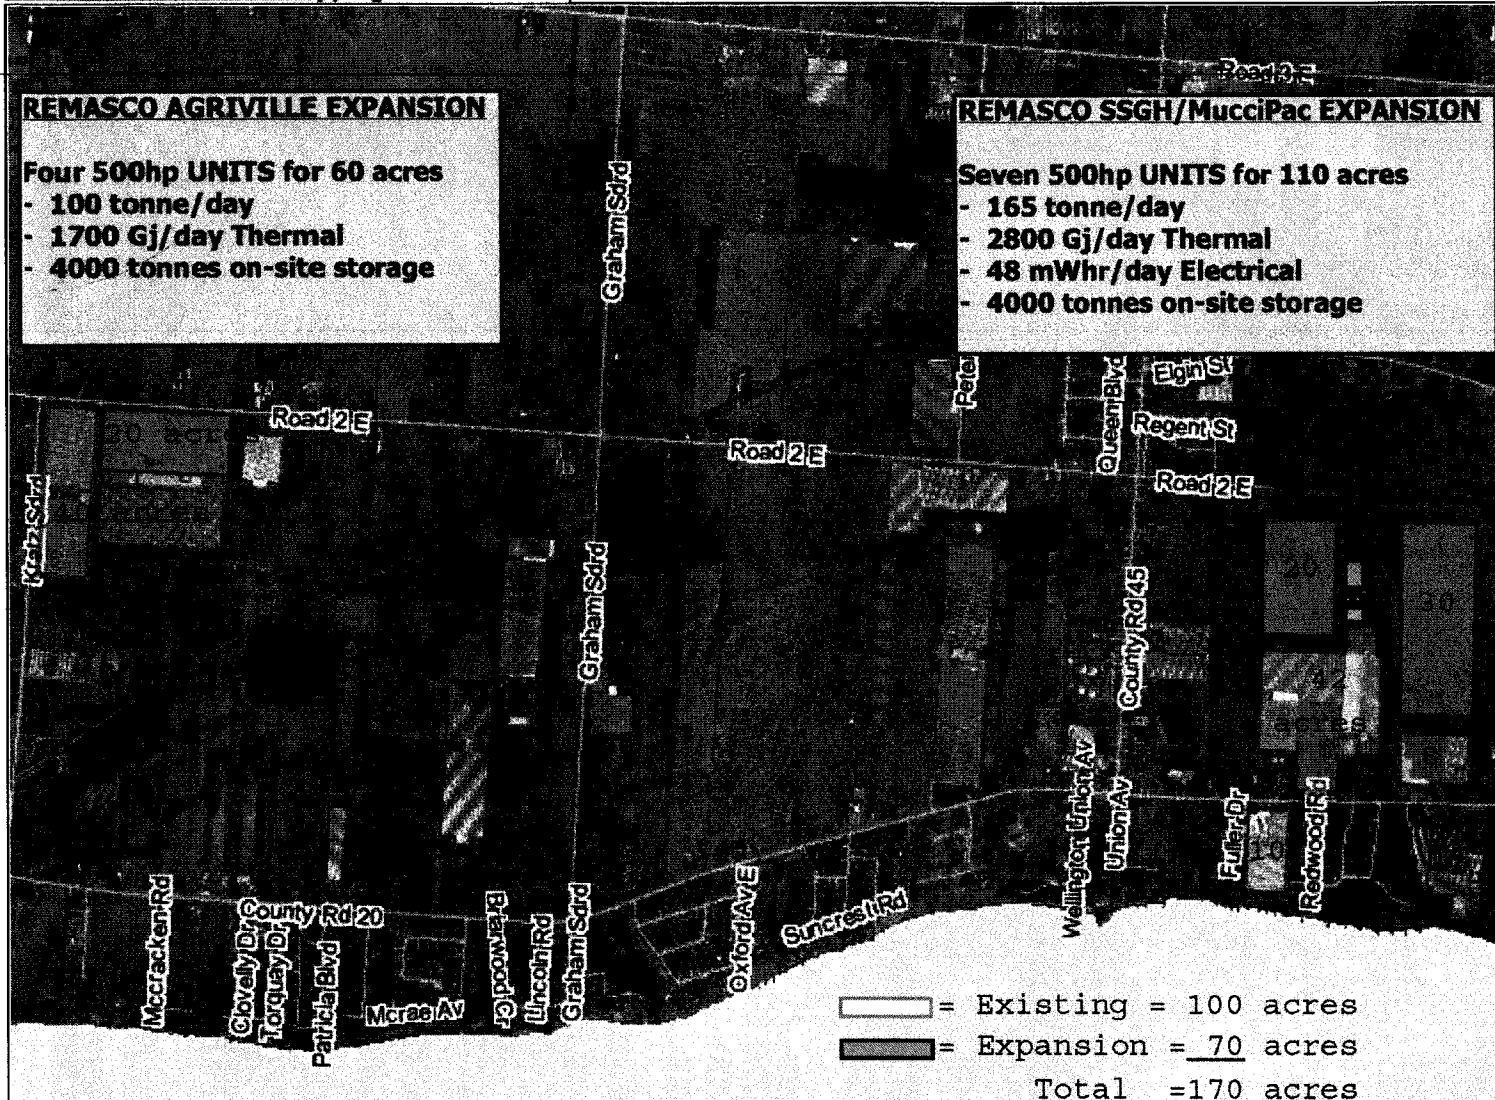 Road 3 E
REMASCO AGRIVILLE EXPANSION
Four 500hp UNITS for 60 acres
- 100 tonne/day
- 1700 Gj/day Thermal
- 4000 tonnes on-site storage
REMASCO SSGH/MucciPac EXPANSION
Seven 500hp UNITS for 110 acres
- 165 tonne/day
- 2800 Gj/day Thermal
- 48 mWhr/day Electrical
- 4000 tonnes on-site storage
Graham Sdrd
Elgin St
Queen Blvd
Regent St
Road 2 E
Road 2 E
Road 2 E
Kratz Sdrd
Graham Sdrd
County Rd 45
20
30
acres
Union Av
Wellington Union Av
Fuller Dr
Redwood Rd
County Rd 20
Mccracken Rd
Clovelly Dr
Torquay Dr
Patricia Blvd
Mcrae Av
Briarwood Cr
Lincoln Rd
Graham Sdrd
Oxford Av E
Suncrest Rd
= Existing = 100 acres
= Expansion = 70 acres
Total =170 acres